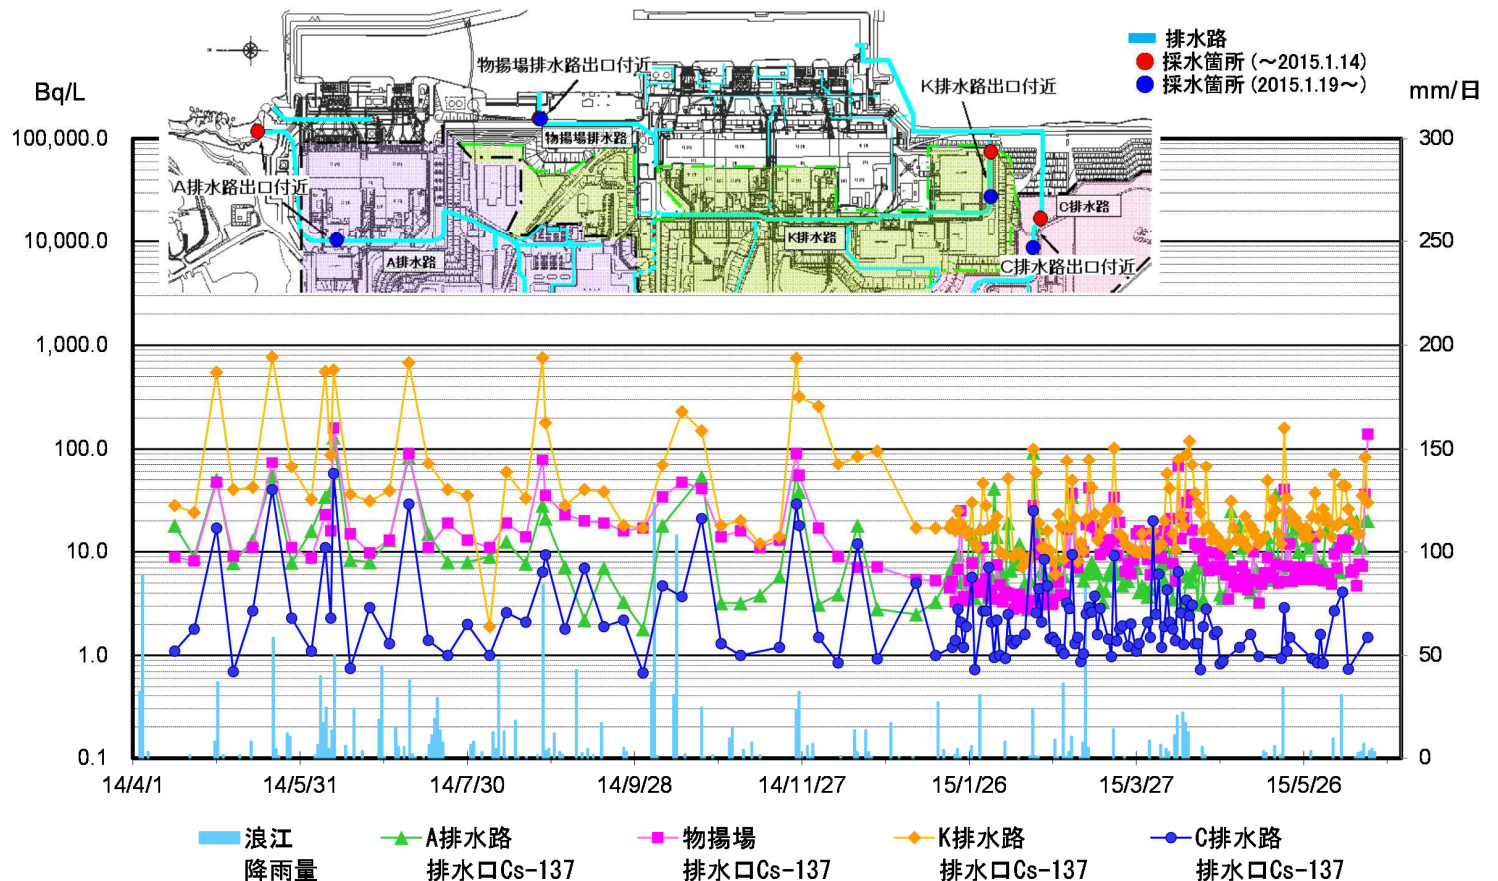 排水路
採水箇所 (～2015.1.14)
採水箇所 (2015.1.19～)
Bq/L
mm/日
物揚場排水路出口付近
K排水路出口付近
物揚場排水路
A排水路出口付近
C排水路
K排水路
A排水路
C排水路出口付近
100,000.0
10,000.0
1,000.0
100.0
10.0
1.0
0.1
300
250
200
150
100
50
0
14/4/1
14/5/31
14/7/30
14/9/28
14/11/27
15/1/26
15/3/27
15/5/26
浪江
降雨量
A排水路
排水口Cs-137
物揚場
排水口Cs-137
K排水路
排水口Cs-137
C排水路
排水口Cs-137